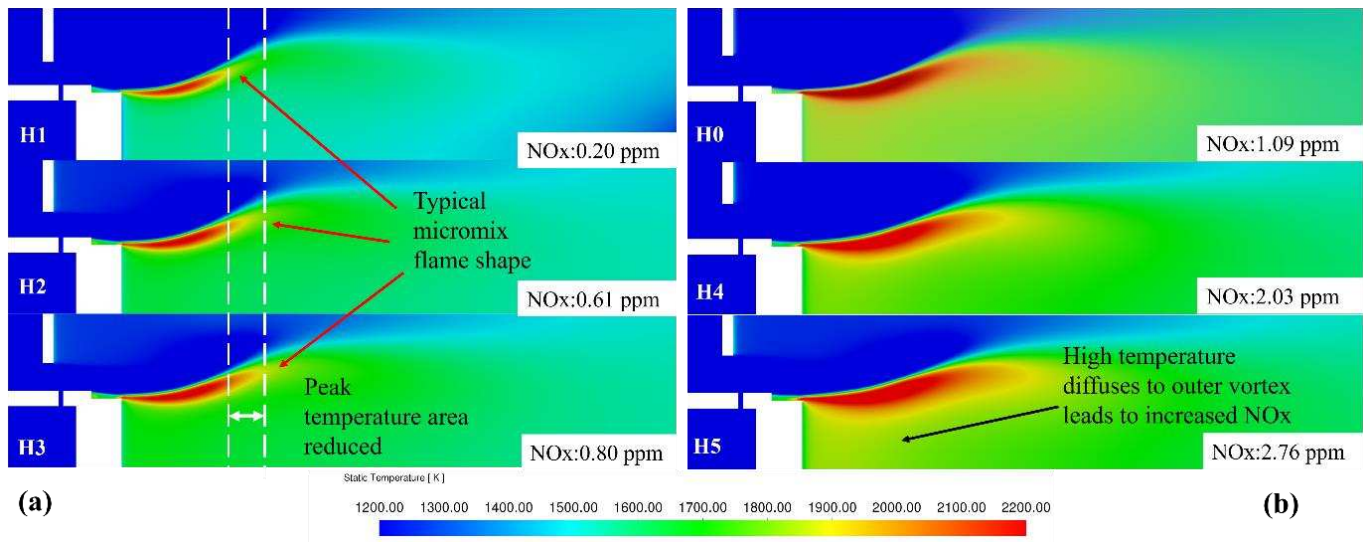 H1
NOx:0.20 ppm
H2
NOx:0.61 ppm
H3
NOx:0.80 ppm
Typical
micromix
flame shape
Peak
temperature area
reduced
(a)
H0
NOx:1.09 ppm
H4
NOx:2.03 ppm
H5
NOx:2.76 ppm
High temperature
diffuses to outer vortex
leads to increased NOx
(b)
Static Temperature [ K ]
1200.00 1300.00 1400.00 1500.00 1600.00 1700.00 1800.00 1900.00 2000.00 2100.00 2200.00